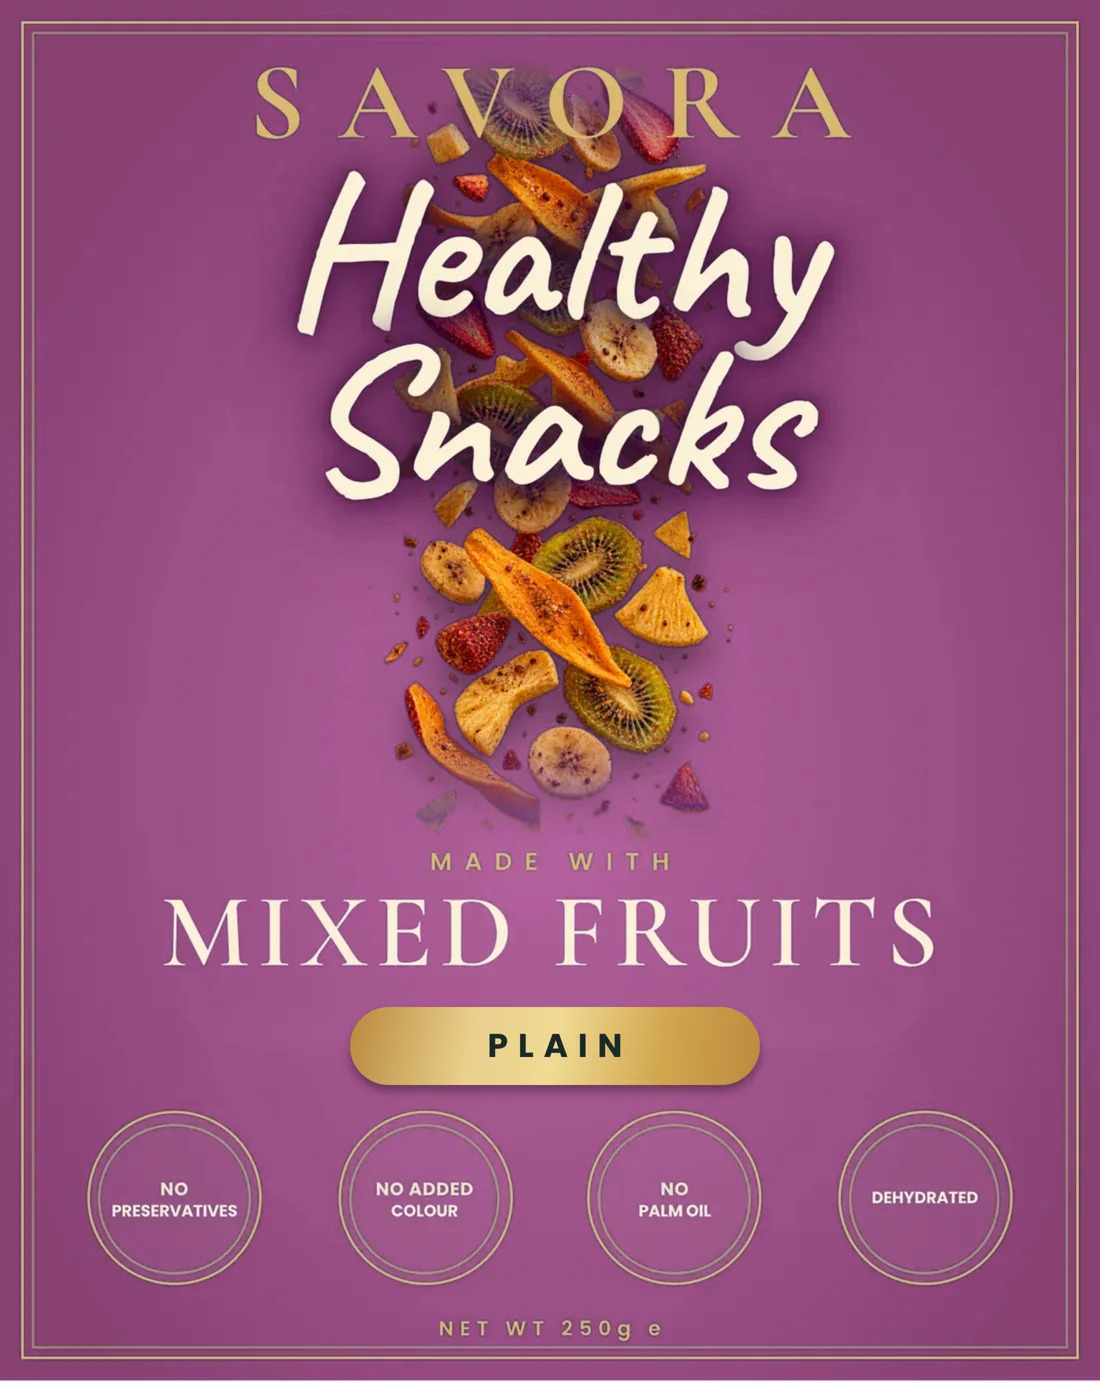 SAVORA
Healthy
Snacks
MADE WITH
MIXED FRUITS
PLAIN
NO
PRESERVATIVES
NO ADDED
COLOUR
NO
PALM OIL
DEHYDRATED
NET WT 250g e